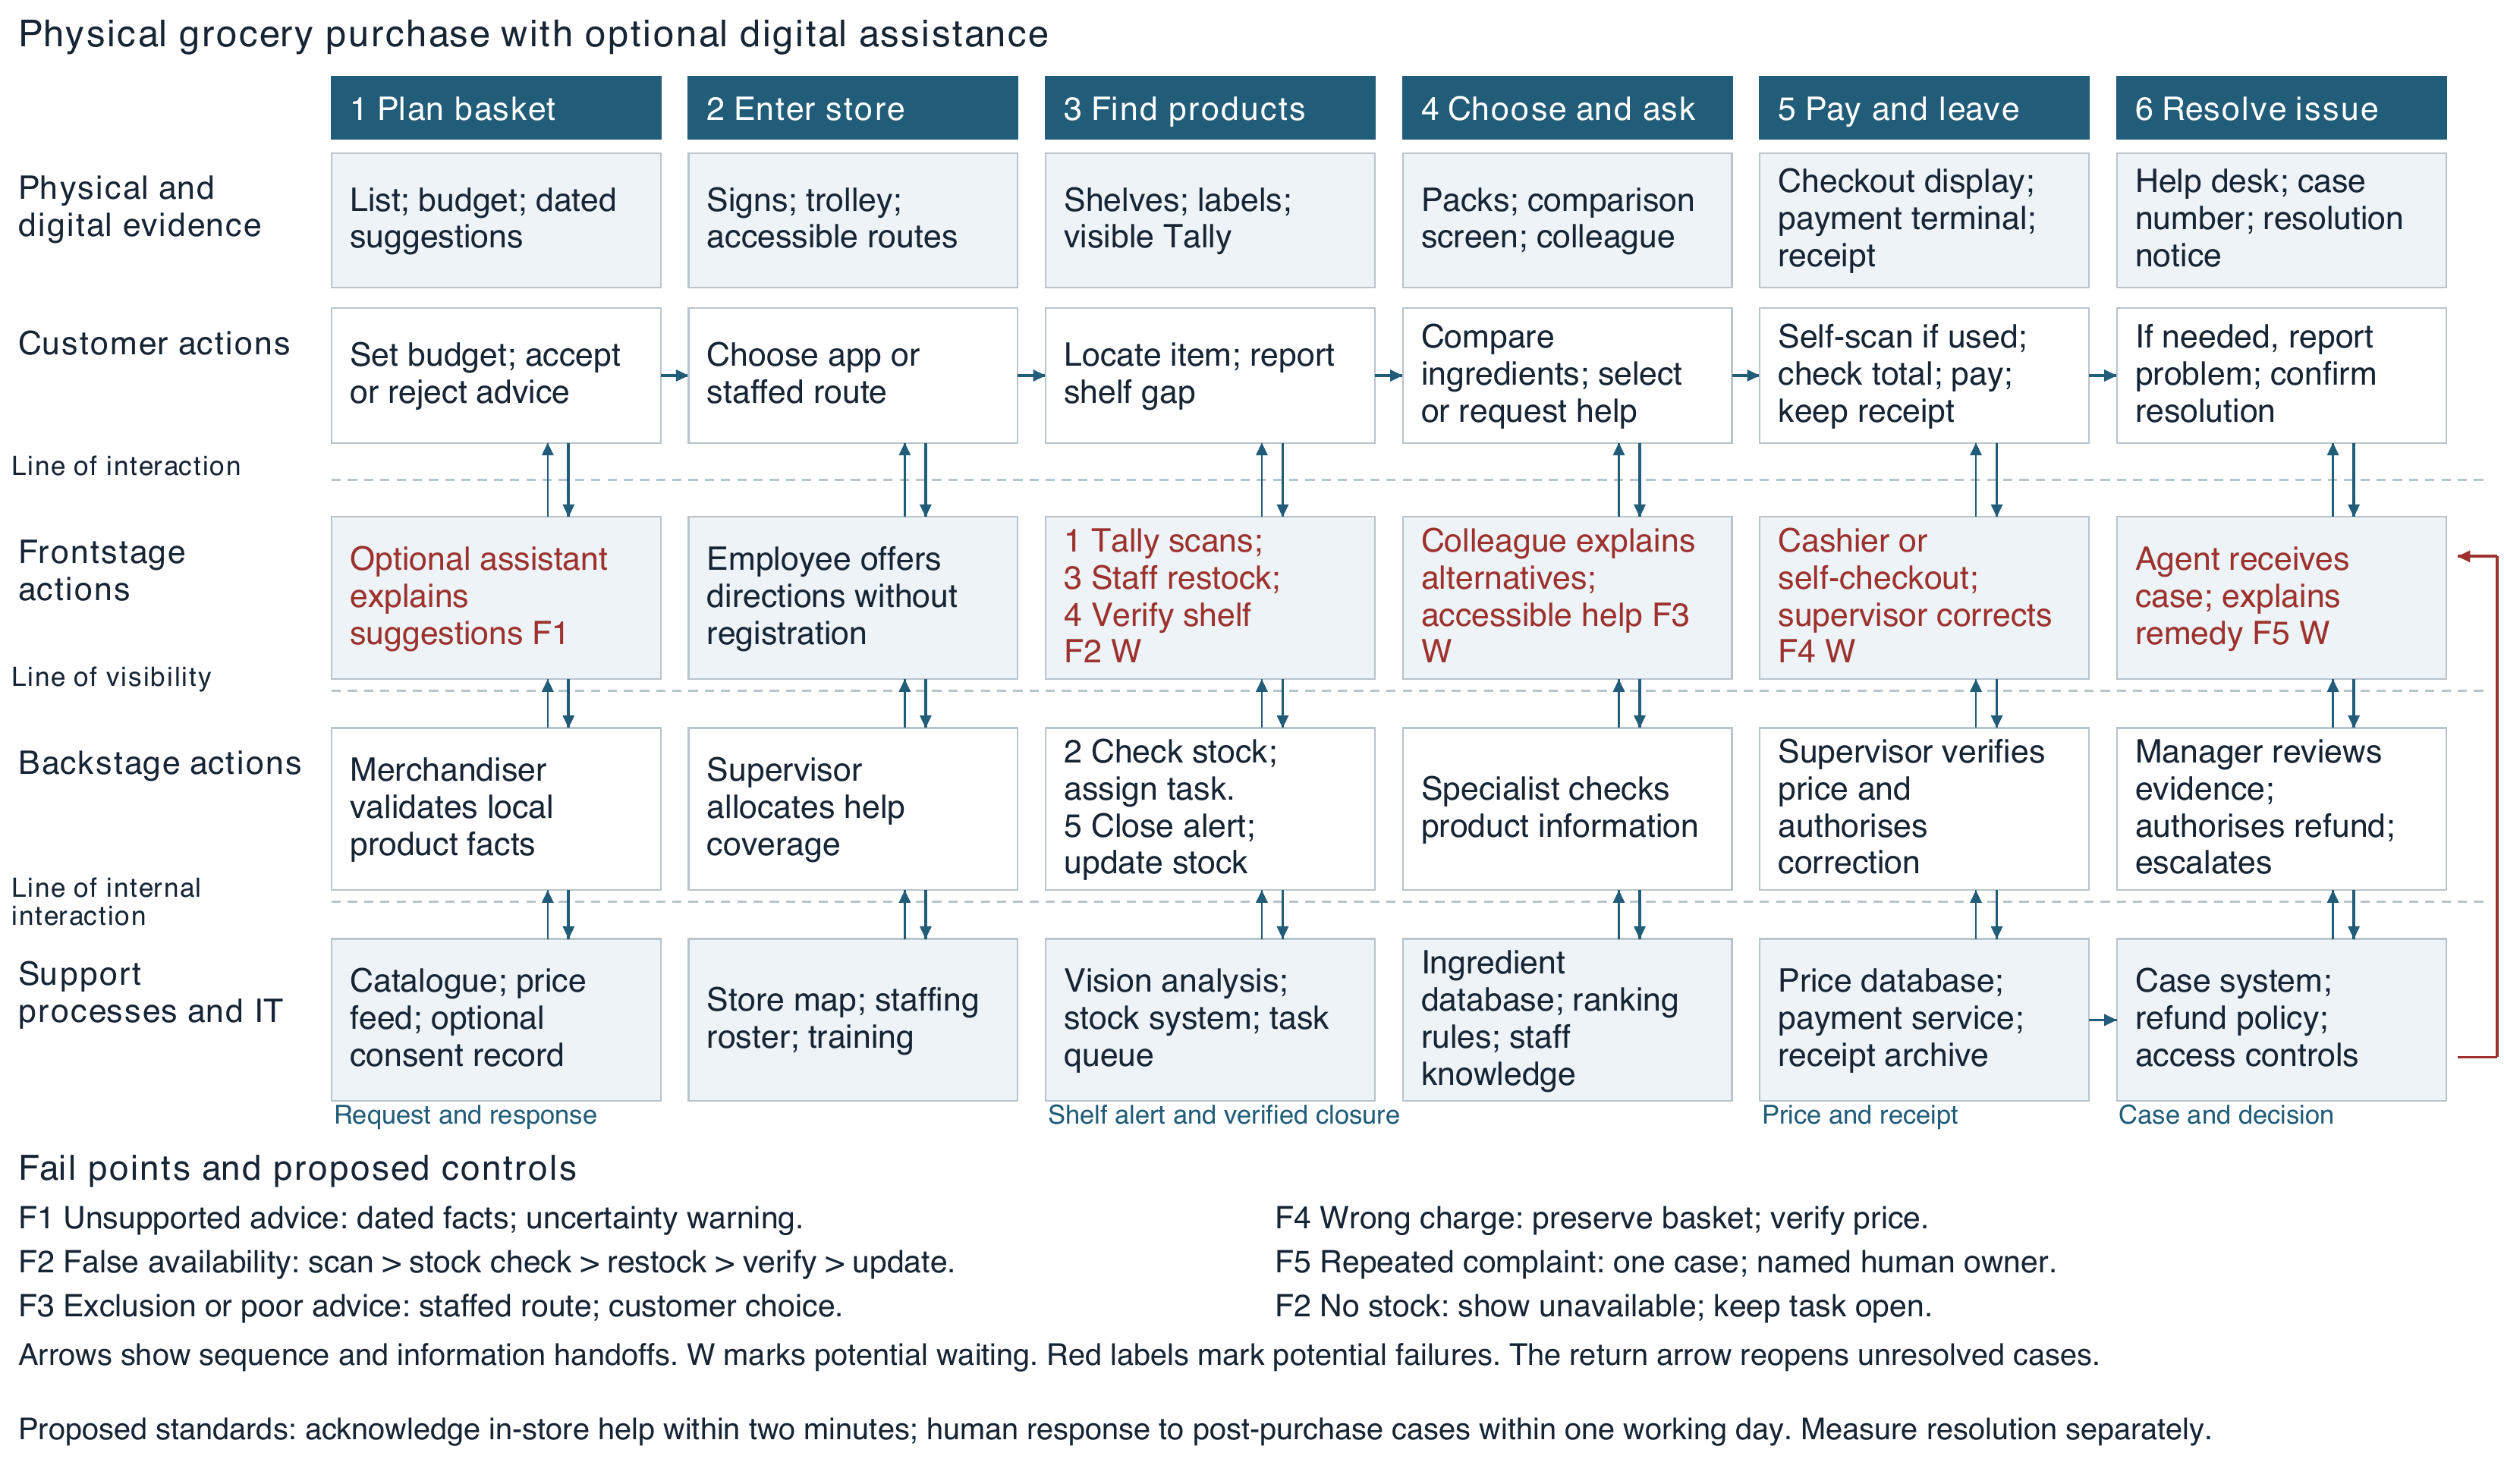 Physical grocery purchase with optional digital assistance
1 Plan basket
2 Enter store
3 Find products
4 Choose and ask
5 Pay and leave
6 Resolve issue
Physical and
digital evidence
List; budget; dated
suggestions
Signs; trolley;
accessible routes
Shelves; labels;
visible Tally
Packs; comparison
screen; colleague
Checkout display;
payment terminal;
receipt
Help desk; case
number; resolution
notice
Customer actions
Set budget; accept
or reject advice
Choose app or
staffed route
Locate item; report
shelf gap
Compare
ingredients; select
or request help
Self-scan if used;
check total; pay;
keep receipt
If needed, report
problem; confirm
resolution
Line of interaction
Frontstage
actions
Optional assistant
explains
suggestions F1
Employee offers
directions without
registration
1 Tally scans;
3 Staff restock;
4 Verify shelf
F2 W
Colleague explains
alternatives;
accessible help F3
W
Cashier or
self-checkout;
supervisor corrects
F4 W
Agent receives
case; explains
remedy F5 W
Line of visibility
Backstage actions
Merchandiser
validates local
product facts
Supervisor
allocates help
coverage
2 Check stock;
assign task.
5 Close alert;
update stock
Specialist checks
product information
Supervisor verifies
price and
authorises
correction
Manager reviews
evidence;
authorises refund;
escalates
Line of internal
interaction
Support
processes and IT
Catalogue; price
feed; optional
consent record
Store map; staffing
roster; training
Vision analysis;
stock system; task
queue
Ingredient
database; ranking
rules; staff
knowledge
Price database;
payment service;
receipt archive
Case system;
refund policy;
access controls
Request and response
Shelf alert and verified closure
Price and receipt
Case and decision
Fail points and proposed controls
F1 Unsupported advice: dated facts; uncertainty warning.
F2 False availability: scan > stock check > restock > verify > update.
F3 Exclusion or poor advice: staffed route; customer choice.
F4 Wrong charge: preserve basket; verify price.
F5 Repeated complaint: one case; named human owner.
F2 No stock: show unavailable; keep task open.
Arrows show sequence and information handoffs. W marks potential waiting. Red labels mark potential failures. The return arrow reopens unresolved cases.
Proposed standards: acknowledge in-store help within two minutes; human response to post-purchase cases within one working day. Measure resolution separately.